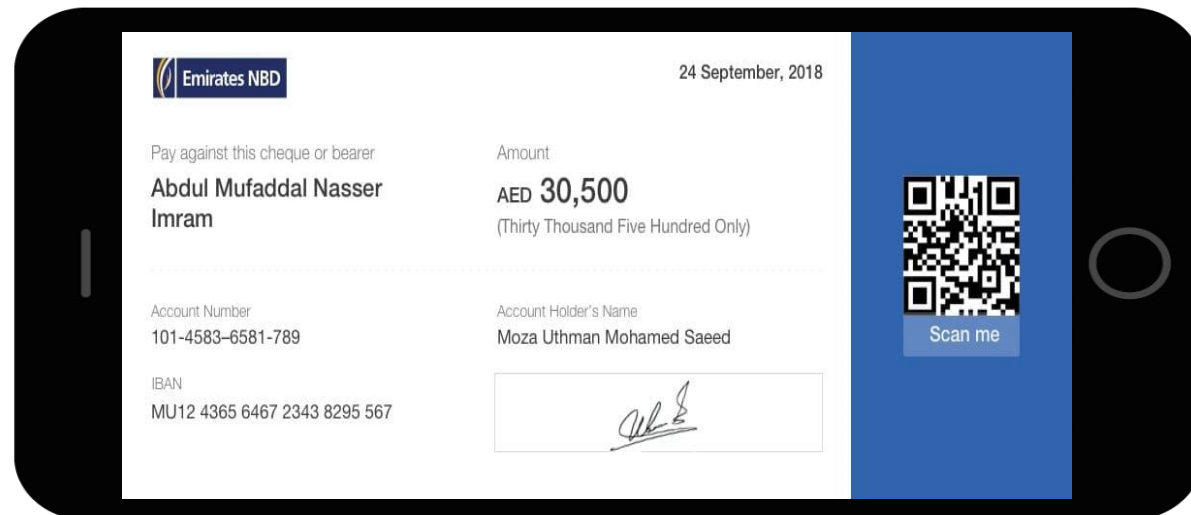 Emirates NBD
24 September, 2018
Pay against this cheque or bearer
Abdul Mufaddal Nasser
Imram
Amount
AED 30,500
(Thirty Thousand Five Hundred Only)
Account Number
101-4583–6581-789
Account Holder's Name
Moza Uthman Mohamed Saeed
IBAN
MU12 4365 6467 2343 8295 567
Scan me